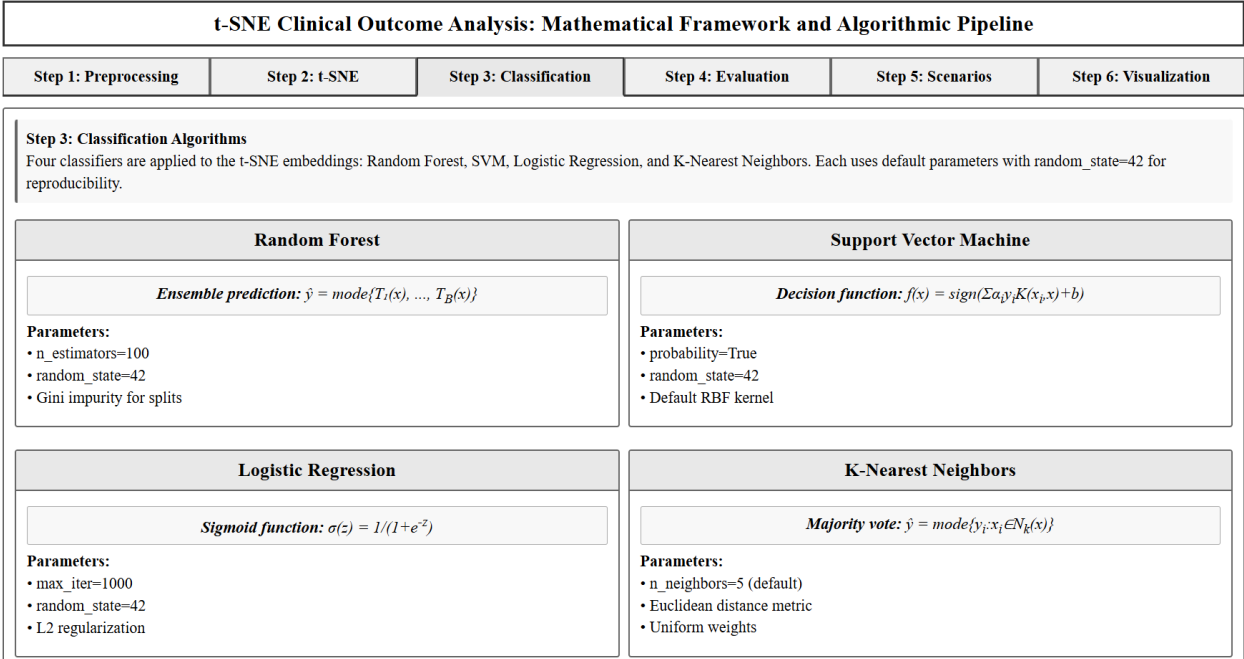 t-SNE Clinical Outcome Analysis: Mathematical Framework and Algorithmic Pipeline
Step 1: Preprocessing
Step 2: t-SNE
Step 3: Classification
Step 4: Evaluation
Step 5: Scenarios
Step 6: Visualization
Step 3: Classification Algorithms
Four classifiers are applied to the t-SNE embeddings: Random Forest, SVM, Logistic Regression, and K-Nearest Neighbors. Each uses default parameters with random_state=42 for
reproducibility.
Random Forest
Ensemble prediction: ŷ = mode{T₁(x), ..., T_B(x)}
Parameters:
• n_estimators=100
• random_state=42
• Gini impurity for splits
Support Vector Machine
Decision function: f(x) = sign(Σα_i y_i K(x_i,x)+b)
Parameters:
• probability=True
• random_state=42
• Default RBF kernel
Logistic Regression
Sigmoid function: σ(z) = 1/(1+e^-z)
Parameters:
• max_iter=1000
• random_state=42
• L2 regularization
K-Nearest Neighbors
Majority vote: ŷ = mode{y_i:x_i∈N_k(x)}
Parameters:
• n_neighbors=5 (default)
• Euclidean distance metric
• Uniform weights